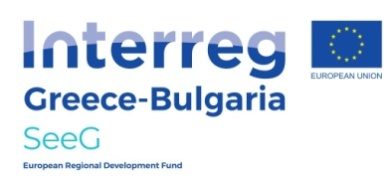 Interreg
EUROPEAN UNION
Greece-Bulgaria
SeeG
European Regional Development Fund